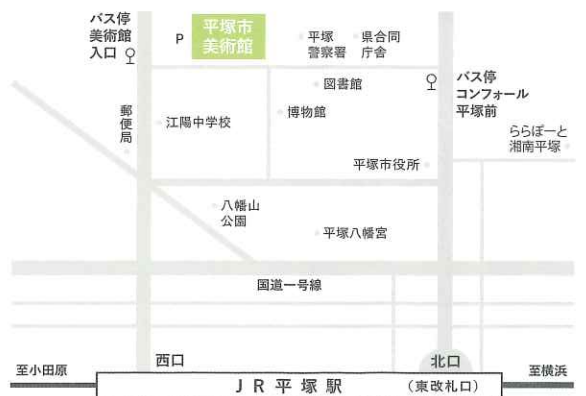 バス停
美術館
入口
P
平塚市
美術館
平塚
警察署
県合同
庁舎
図書館
バス停
コンフォール
平塚前
郵便局
江陽中学校
博物館
ららぽーと
湘南平塚
平塚市役所
八幡山
公園
平塚八幡宮
国道一号線
西口
北口
至小田原
至横浜
JR平塚駅
（東改札口）